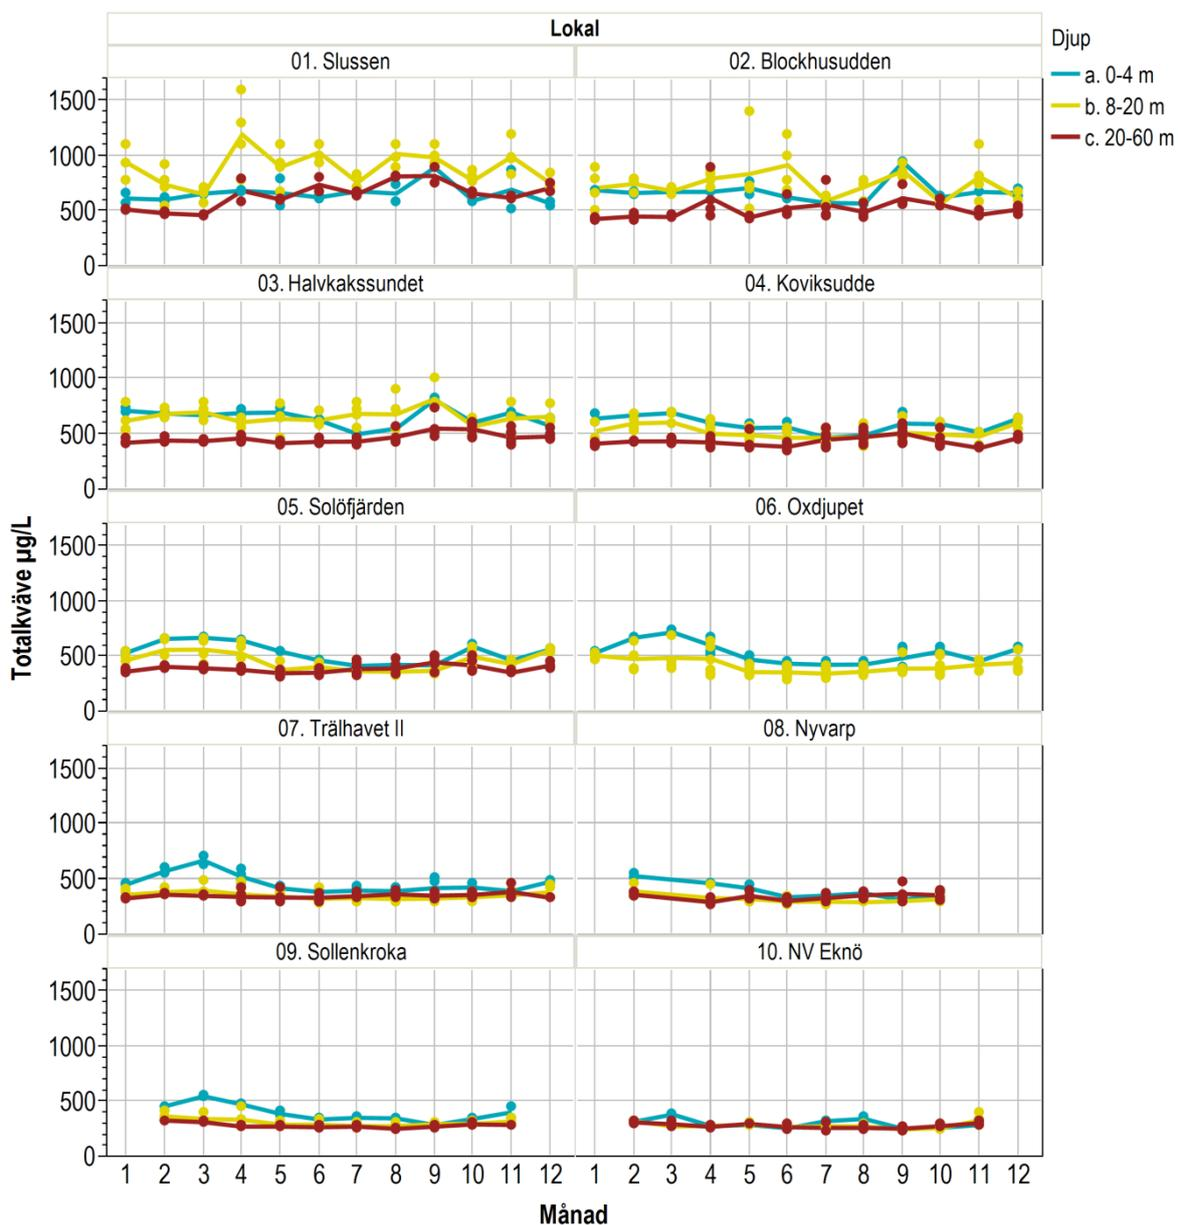 Lokal
Djup
a. 0-4 m
b. 8-20 m
c. 20-60 m
01. Slussen
02. Blockhusudden
1500
1000
500
0
03. Halvkakssundet
04. Koviksudde
1500
1000
500
0
05. Solöfjärden
06. Oxdjupet
1500
1000
500
0
07. Trälhavet II
08. Nyvarp
1500
1000
500
0
09. Sollenkroka
10. NV Eknö
1500
1000
500
0
Totalkväve µg/L
1 2 3 4 5 6 7 8 9 10 11 12
1 2 3 4 5 6 7 8 9 10 11 12
Månad